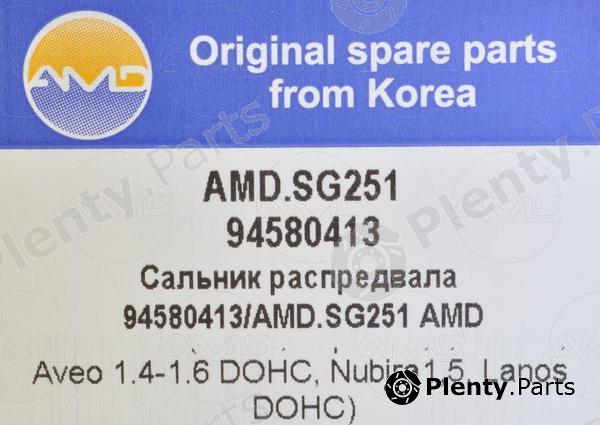 AMD
Original spare parts
from Korea
AMD.SG251
94580413
Сальник распредвала
94580413/AMD.SG251 AMD
Aveo 1.4-1.6 DOHC, Nubira1,5, Lanos
DOHC)
Plenty.Parts